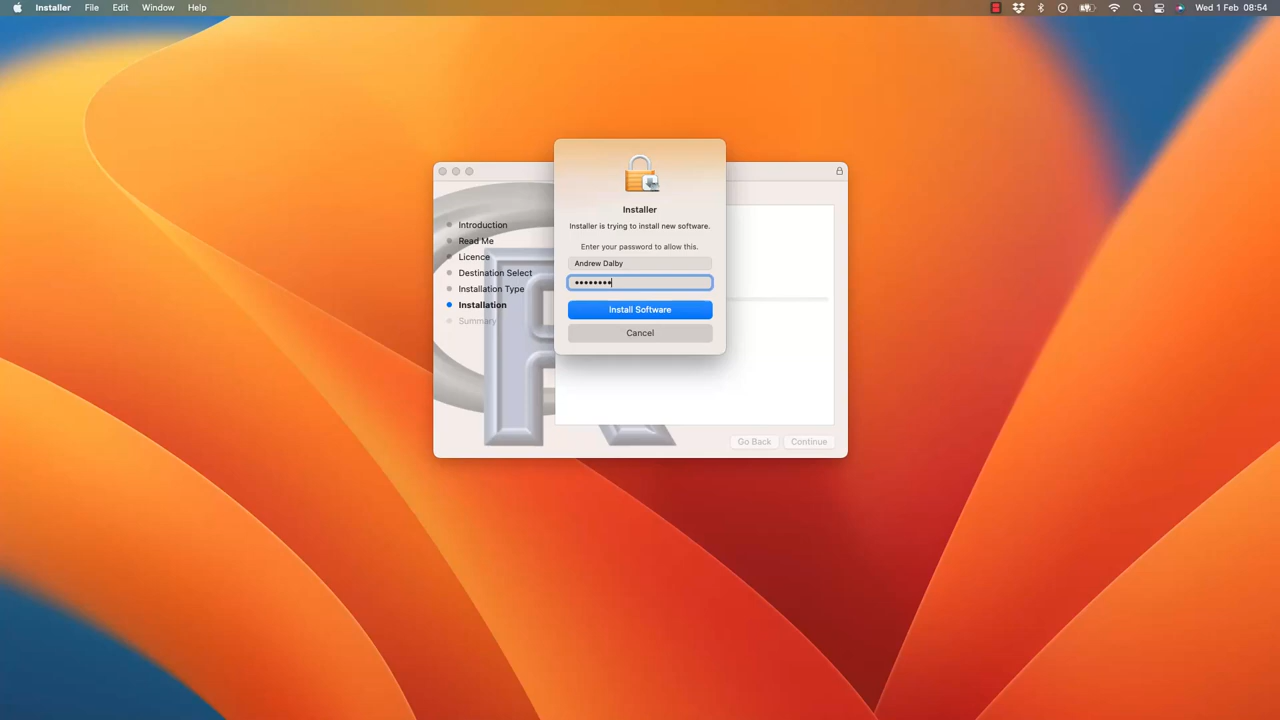 Installer File Edit Window Help Wed 1 Feb 08:54
Installer
Installer is trying to install new software.
Enter your password to allow this.
Andrew Dalby
••••••••
Install Software
Cancel
Introduction
Read Me
Licence
Destination Select
Installation Type
Installation
Summary
R
Go Back Continue